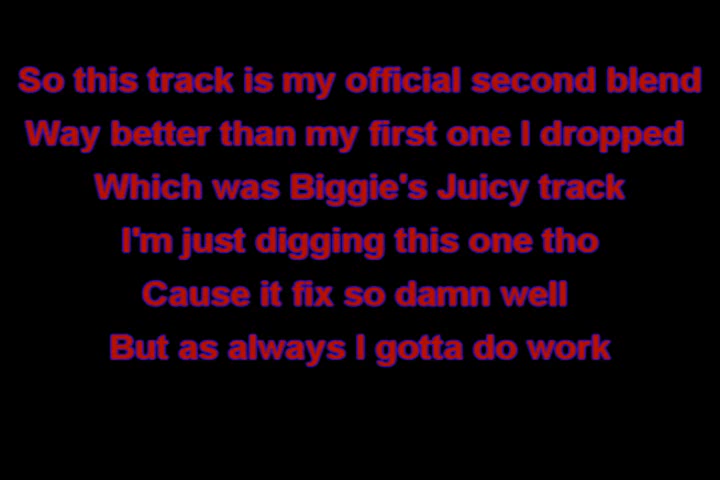 So this track is my official second blend
Way better than my first one I dropped
Which was Biggie's Juicy track
I'm just digging this one tho
Cause it fix so damn well
But as always I gotta do work